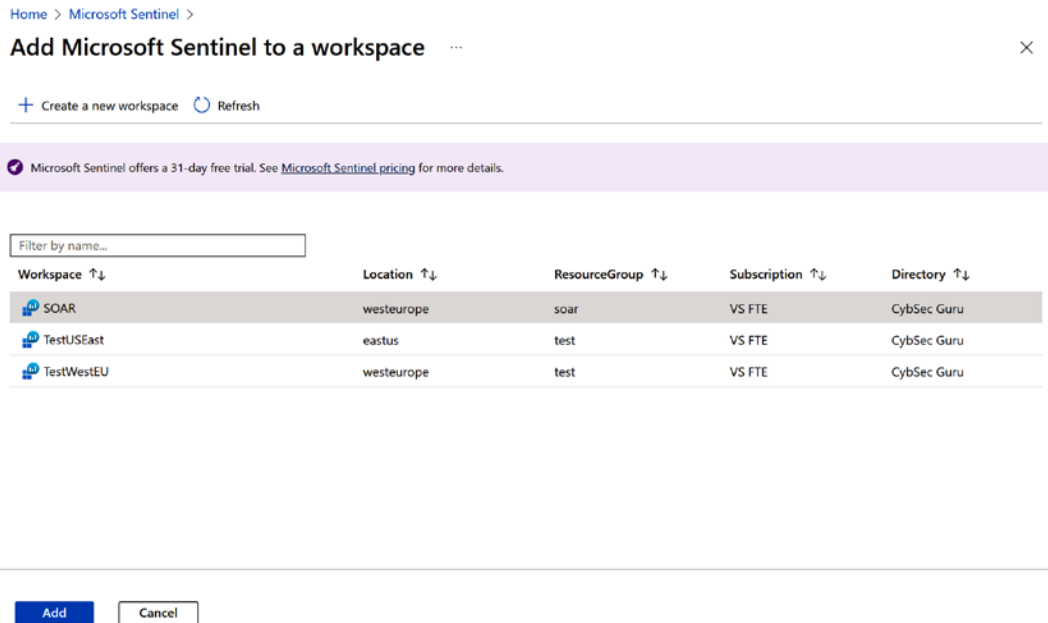 Home > Microsoft Sentinel >
Add Microsoft Sentinel to a workspace ...
+ Create a new workspace Refresh
Microsoft Sentinel offers a 31-day free trial. See Microsoft Sentinel pricing for more details.
Filter by name...
Workspace ↑↓ Location ↑↓ ResourceGroup ↑↓ Subscription ↑↓ Directory ↑↓
SOAR westeurope soar VS FTE CybSec Guru
TestUSEast eastus test VS FTE CybSec Guru
TestWestEU westeurope test VS FTE CybSec Guru
Add Cancel